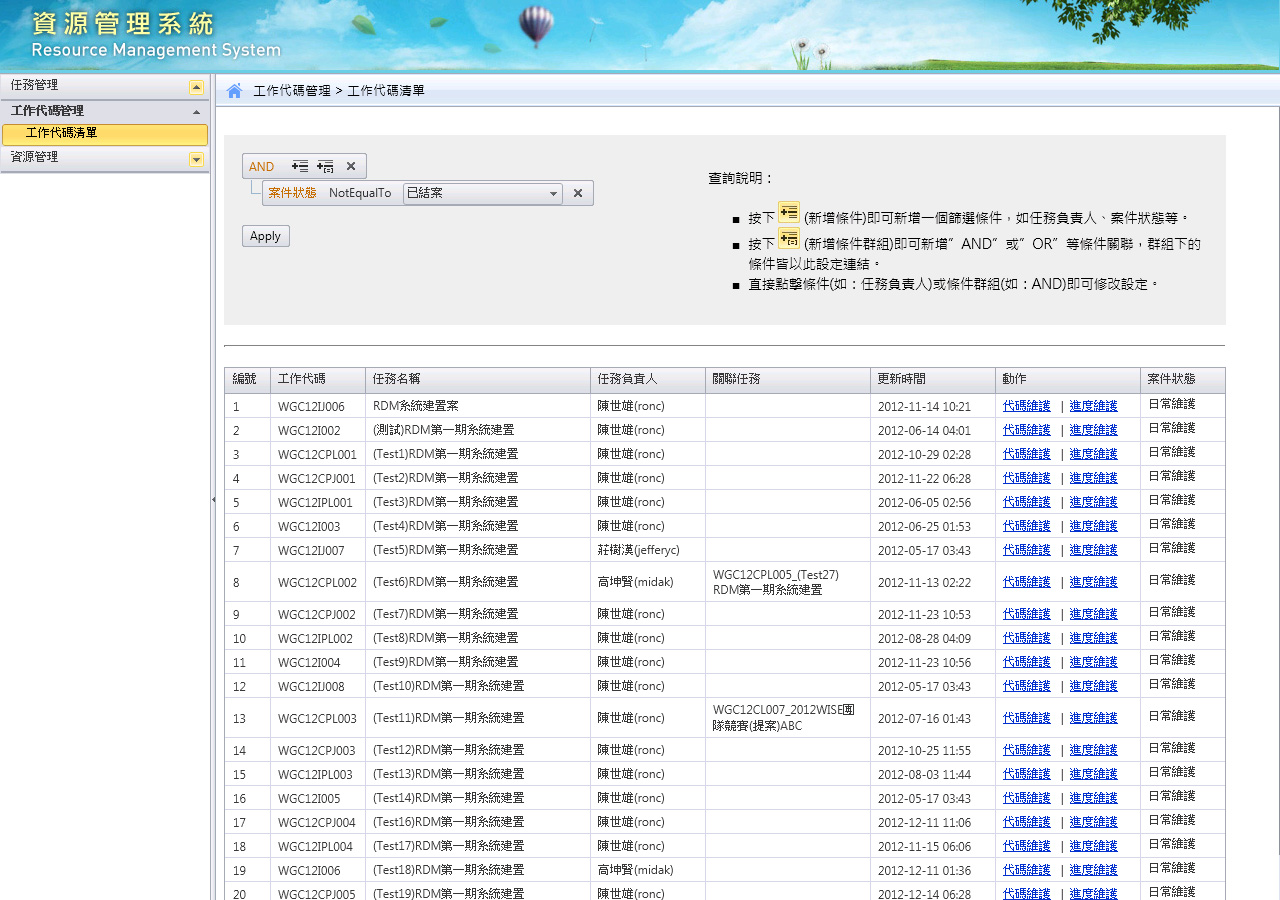 資源管理系統
Resource Management System
任務管理
工作代碼管理
工作代碼清單
資源管理
工作代碼管理 > 工作代碼清單
AND
案件狀態 NotEqualTo 已結案
Apply
查詢說明：
按下 (新增條件)即可新增一個篩選條件，如任務負責人、案件狀態等。
按下 (新增條件群組)即可新增”AND”或”OR”等條件關聯，群組下的
條件皆以此設定連結。
直接點擊條件(如：任務負責人)或條件群組(如：AND)即可修改設定。
編號 工作代碼 任務名稱 任務負責人 關聯任務 更新時間 動作 案件狀態
1 WGC12IJ006 RDM系統建置案 陳世雄(ronc) 2012-11-14 10:21 代碼維護 | 進度維護 日常維護
2 WGC12I002 (測試)RDM第一期系統建置 陳世雄(ronc) 2012-06-14 04:01 代碼維護 | 進度維護 日常維護
3 WGC12CPL001 (Test1)RDM第一期系統建置 陳世雄(ronc) 2012-10-29 02:28 代碼維護 | 進度維護 日常維護
4 WGC12CPJ001 (Test2)RDM第一期系統建置 陳世雄(ronc) 2012-11-22 06:28 代碼維護 | 進度維護 日常維護
5 WGC12IPL001 (Test3)RDM第一期系統建置 陳世雄(ronc) 2012-06-05 02:56 代碼維護 | 進度維護 日常維護
6 WGC12I003 (Test4)RDM第一期系統建置 陳世雄(ronc) 2012-06-25 01:53 代碼維護 | 進度維護 日常維護
7 WGC12IJ007 (Test5)RDM第一期系統建置 莊樹漢(jefferyc) 2012-05-17 03:43 代碼維護 | 進度維護 日常維護
8 WGC12CPL002 (Test6)RDM第一期系統建置 高坤賢(midak) WGC12CPL005_(Test27) 2012-11-13 02:22 代碼維護 | 進度維護 日常維護
RDM第一期系統建置
9 WGC12CPJ002 (Test7)RDM第一期系統建置 陳世雄(ronc) 2012-11-23 10:53 代碼維護 | 進度維護 日常維護
10 WGC12IPL002 (Test8)RDM第一期系統建置 陳世雄(ronc) 2012-08-28 04:09 代碼維護 | 進度維護 日常維護
11 WGC12I004 (Test9)RDM第一期系統建置 陳世雄(ronc) 2012-11-23 10:56 代碼維護 | 進度維護 日常維護
12 WGC12IJ008 (Test10)RDM第一期系統建置 陳世雄(ronc) 2012-05-17 03:43 代碼維護 | 進度維護 日常維護
13 WGC12CPL003 (Test11)RDM第一期系統建置 陳世雄(ronc) WGC12CL007_2012WISE團 2012-07-16 01:43 代碼維護 | 進度維護 日常維護
隊競賽(提案)ABC
14 WGC12CPJ003 (Test12)RDM第一期系統建置 陳世雄(ronc) 2012-10-25 11:55 代碼維護 | 進度維護 日常維護
15 WGC12IPL003 (Test13)RDM第一期系統建置 陳世雄(ronc) 2012-08-03 11:44 代碼維護 | 進度維護 日常維護
16 WGC12I005 (Test14)RDM第一期系統建置 陳世雄(ronc) 2012-05-17 03:43 代碼維護 | 進度維護 日常維護
17 WGC12CPJ004 (Test16)RDM第一期系統建置 陳世雄(ronc) 2012-12-11 11:06 代碼維護 | 進度維護 日常維護
18 WGC12IPL004 (Test17)RDM第一期系統建置 陳世雄(ronc) 2012-11-15 06:06 代碼維護 | 進度維護 日常維護
19 WGC12I006 (Test18)RDM第一期系統建置 高坤賢(midak) 2012-12-11 01:36 代碼維護 | 進度維護 日常維護
20 WGC12CPJ005 (Test19)RDM第一期系統建置 陳世雄(ronc) 2012-12-14 06:28 代碼維護 | 進度維護 日常維護